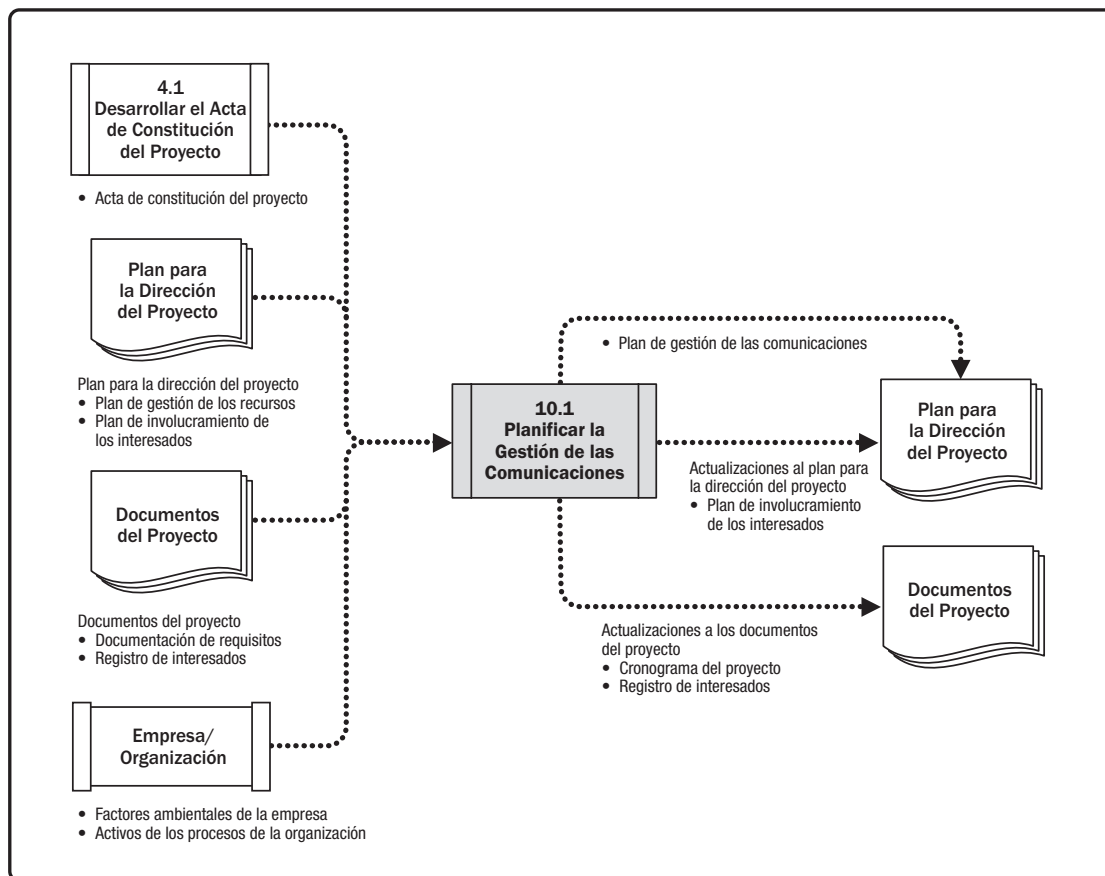 4.1
Desarrollar el Acta
de Constitución
del Proyecto
• Acta de constitución del proyecto
Plan para
la Dirección
del Proyecto
Plan para la dirección del proyecto
• Plan de gestión de los recursos
• Plan de involucramiento de
los interesados
Documentos
del Proyecto
Documentos del proyecto
• Documentación de requisitos
• Registro de interesados
Empresa/
Organización
• Factores ambientales de la empresa
• Activos de los procesos de la organización
10.1
Planificar la
Gestión de las
Comunicaciones
• Plan de gestión de las comunicaciones
Plan para
la Dirección
del Proyecto
Actualizaciones al plan para
la dirección del proyecto
• Plan de involucramiento
de los interesados
Documentos
del Proyecto
Actualizaciones a los documentos
del proyecto
• Cronograma del proyecto
• Registro de interesados